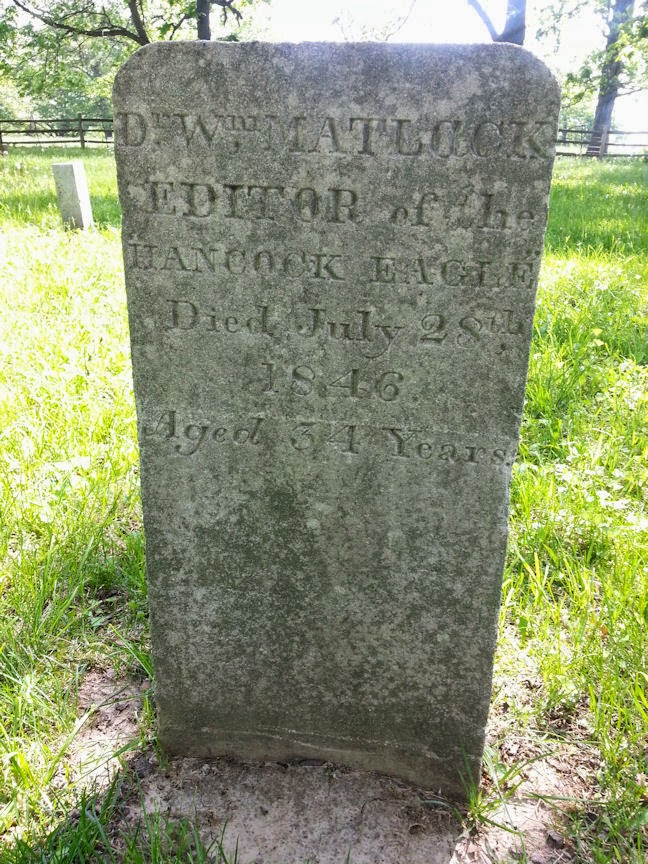 Dr. Wm. MATLOCK
EDITOR of the
HANCOCK EAGLE
Died July 28th
1846
Aged 34 Years.